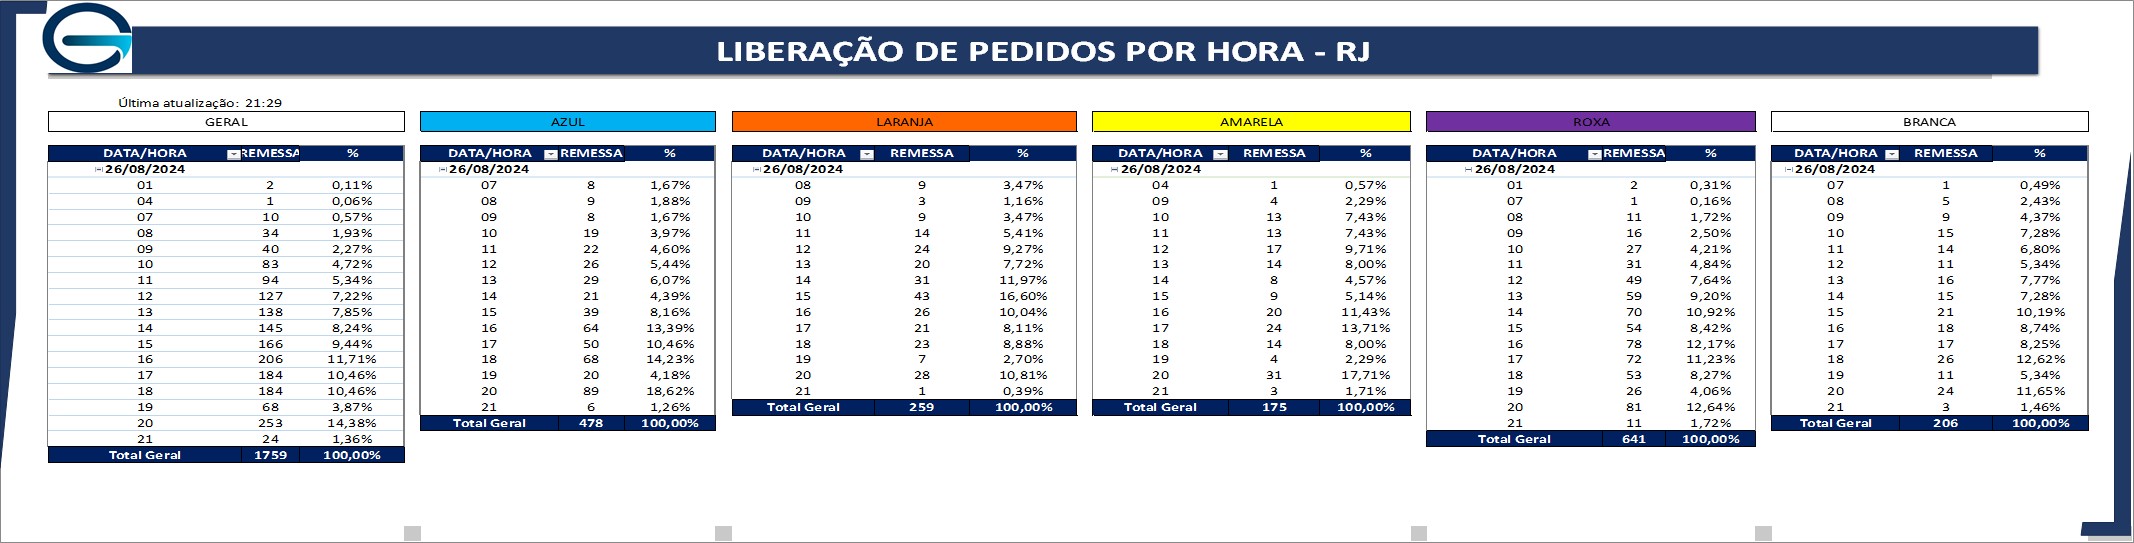 LIBERAÇÃO DE PEDIDOS POR HORA - RJ
Última atualização: 21:29
GERAL
DATA/HORA REMESSA %
26/08/2024
01 2 0,11%
04 1 0,06%
07 10 0,57%
08 34 1,93%
09 40 2,27%
10 83 4,72%
11 94 5,34%
12 127 7,22%
13 138 7,85%
14 145 8,24%
15 166 9,44%
16 206 11,71%
17 184 10,46%
18 184 10,46%
19 68 3,87%
20 253 14,38%
21 24 1,36%
Total Geral 1759 100,00%
AZUL
DATA/HORA REMESSA %
26/08/2024
07 8 1,67%
08 9 1,88%
09 8 1,67%
10 19 3,97%
11 22 4,60%
12 26 5,44%
13 29 6,07%
14 21 4,39%
15 39 8,16%
16 64 13,39%
17 50 10,46%
18 68 14,23%
19 20 4,18%
20 89 18,62%
21 6 1,26%
Total Geral 478 100,00%
LARANJA
DATA/HORA REMESSA %
26/08/2024
08 9 3,47%
09 3 1,16%
10 9 3,47%
11 14 5,41%
12 24 9,27%
13 20 7,72%
14 31 11,97%
15 43 16,60%
16 26 10,04%
17 21 8,11%
18 23 8,88%
19 7 2,70%
20 28 10,81%
21 1 0,39%
Total Geral 259 100,00%
AMARELA
DATA/HORA REMESSA %
26/08/2024
04 1 0,57%
09 4 2,29%
10 13 7,43%
11 13 7,43%
12 17 9,71%
13 14 8,00%
14 8 4,57%
15 9 5,14%
16 20 11,43%
17 24 13,71%
18 14 8,00%
19 4 2,29%
20 31 17,71%
21 3 1,71%
Total Geral 175 100,00%
ROXA
DATA/HORA REMESSA %
26/08/2024
01 2 0,31%
07 1 0,16%
08 11 1,72%
09 16 2,50%
10 27 4,21%
11 31 4,84%
12 49 7,64%
13 59 9,20%
14 70 10,92%
15 54 8,42%
16 78 12,17%
17 72 11,23%
18 53 8,27%
19 26 4,06%
20 81 12,64%
21 11 1,72%
Total Geral 641 100,00%
BRANCA
DATA/HORA REMESSA %
26/08/2024
07 1 0,49%
08 5 2,43%
09 9 4,37%
10 15 7,28%
11 14 6,80%
12 11 5,34%
13 16 7,77%
14 15 7,28%
15 21 10,19%
16 18 8,74%
17 17 8,25%
18 26 12,62%
19 11 5,34%
20 24 11,65%
21 3 1,46%
Total Geral 206 100,00%